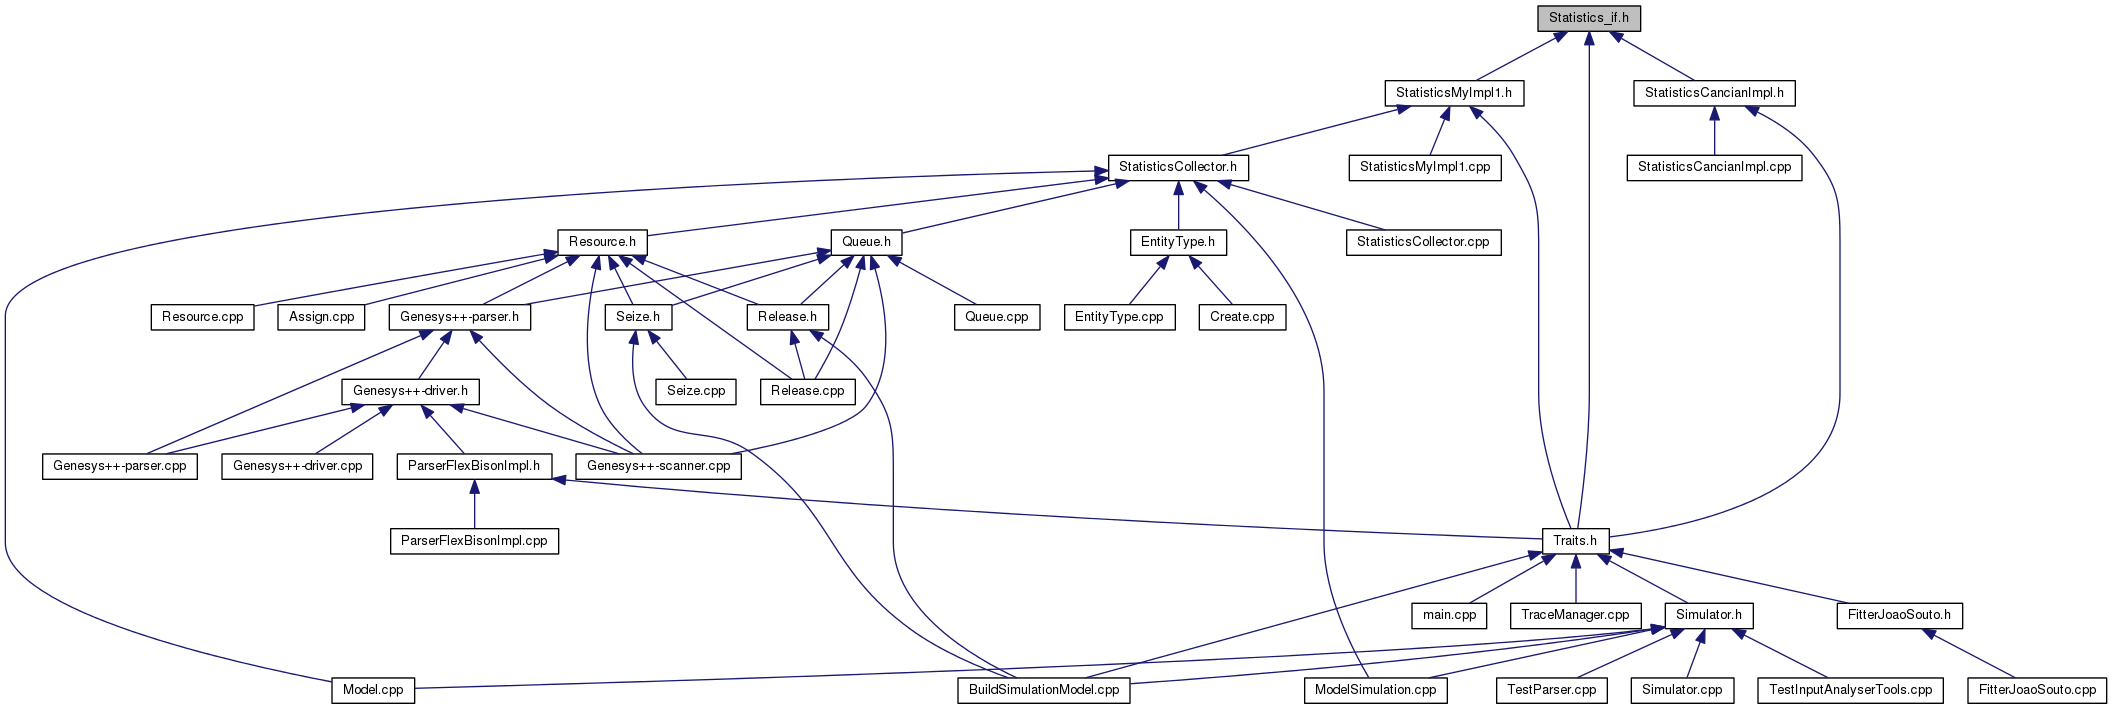 Statistics_if.h
StatisticsMyImpl1.h
StatisticsCancianImpl.h
StatisticsCollector.h
StatisticsMyImpl1.cpp
StatisticsCancianImpl.cpp
Resource.h
Queue.h
EntityType.h
StatisticsCollector.cpp
Resource.cpp
Assign.cpp
Genesys++-parser.h
Seize.h
Release.h
Queue.cpp
EntityType.cpp
Create.cpp
Genesys++-driver.h
Seize.cpp
Release.cpp
Genesys++-parser.cpp
Genesys++-driver.cpp
ParserFlexBisonImpl.h
Genesys++-scanner.cpp
ParserFlexBisonImpl.cpp
Traits.h
main.cpp
TraceManager.cpp
Simulator.h
FitterJoaoSouto.h
Model.cpp
BuildSimulationModel.cpp
ModelSimulation.cpp
TestParser.cpp
Simulator.cpp
TestInputAnalyserTools.cpp
FitterJoaoSouto.cpp